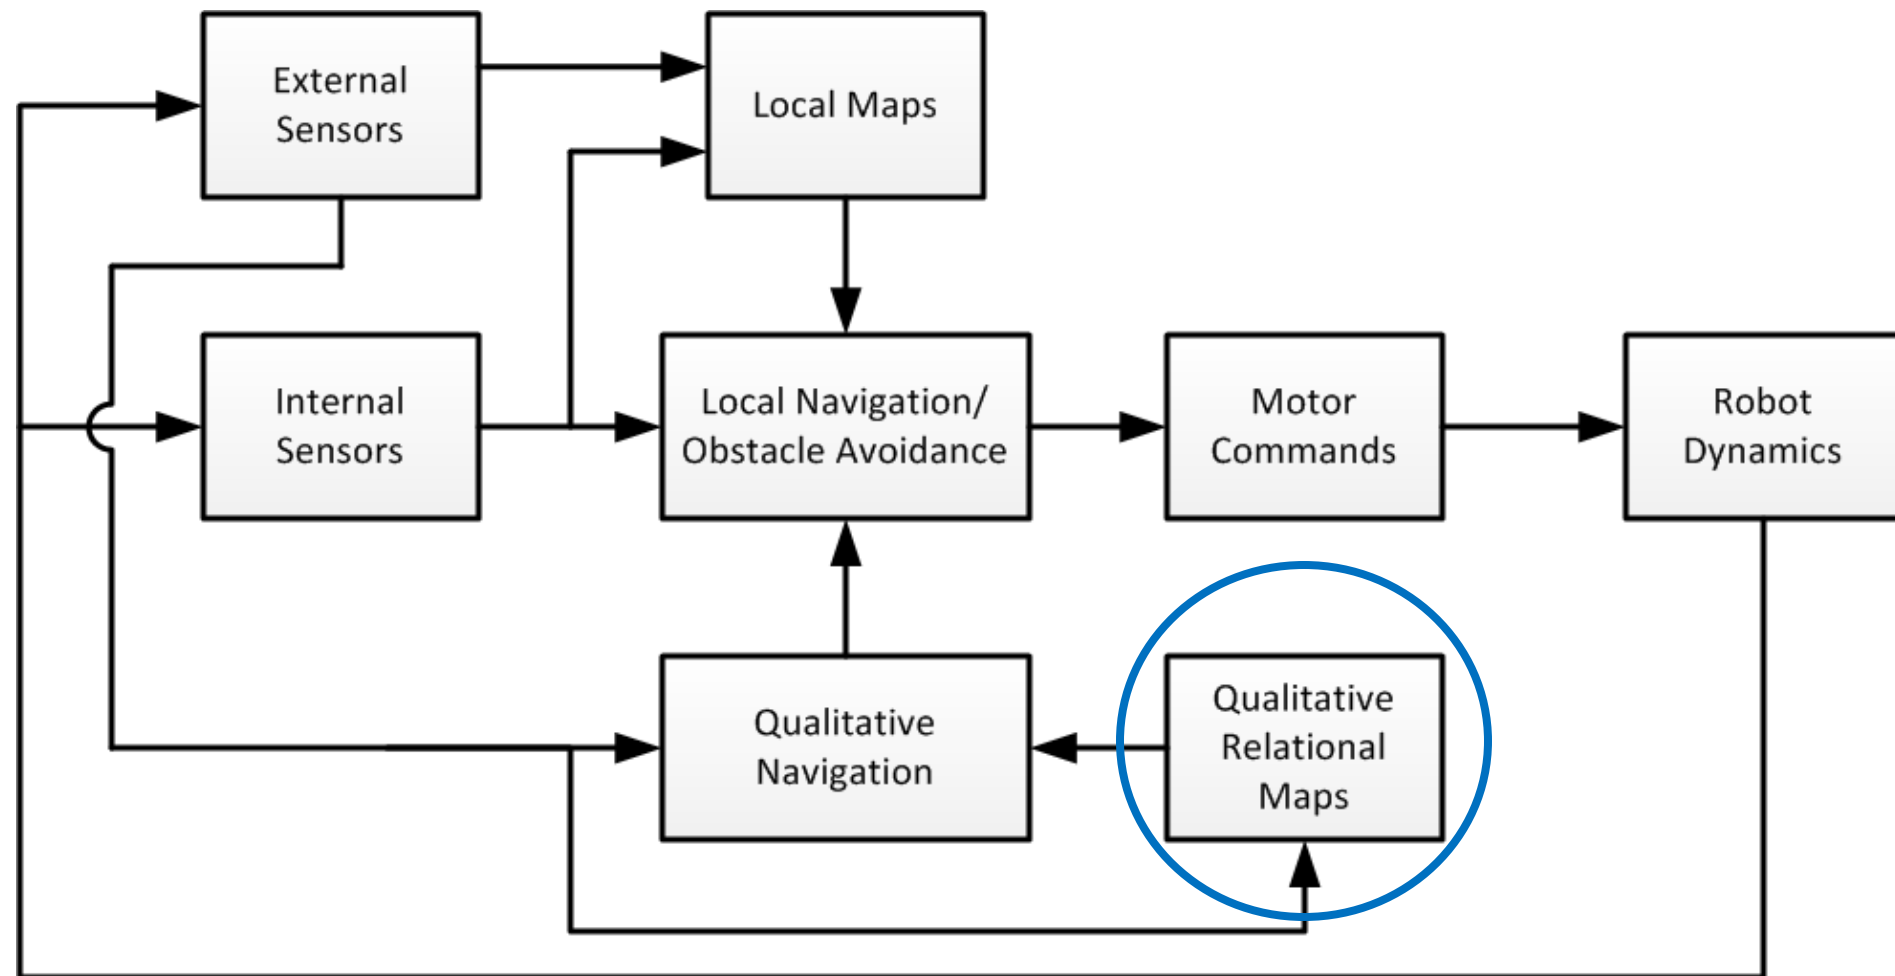 External
Sensors
Local Maps
Internal
Sensors
Local Navigation/
Obstacle Avoidance
Motor
Commands
Robot
Dynamics
Qualitative
Navigation
Qualitative
Relational
Maps